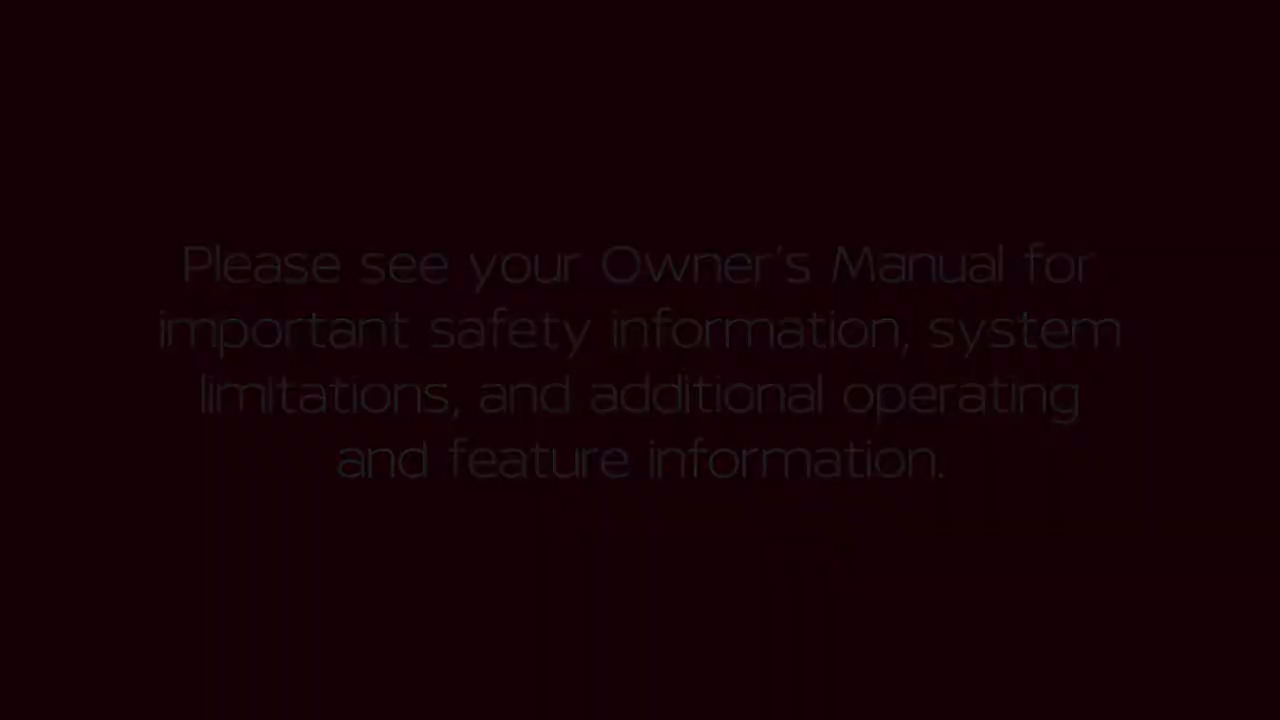 Please see your Owner's Manual for
important safety information, system
limitations, and additional operating
and feature information.